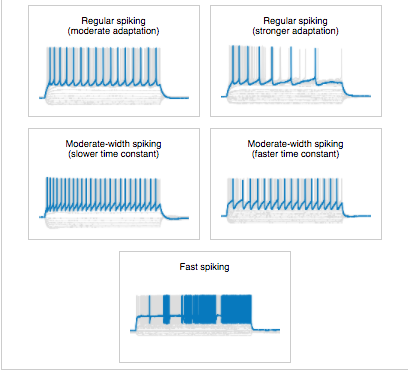 Regular spiking
(moderate adaptation)
Regular spiking
(stronger adaptation)
Moderate-width spiking
(slower time constant)
Moderate-width spiking
(faster time constant)
Fast spiking